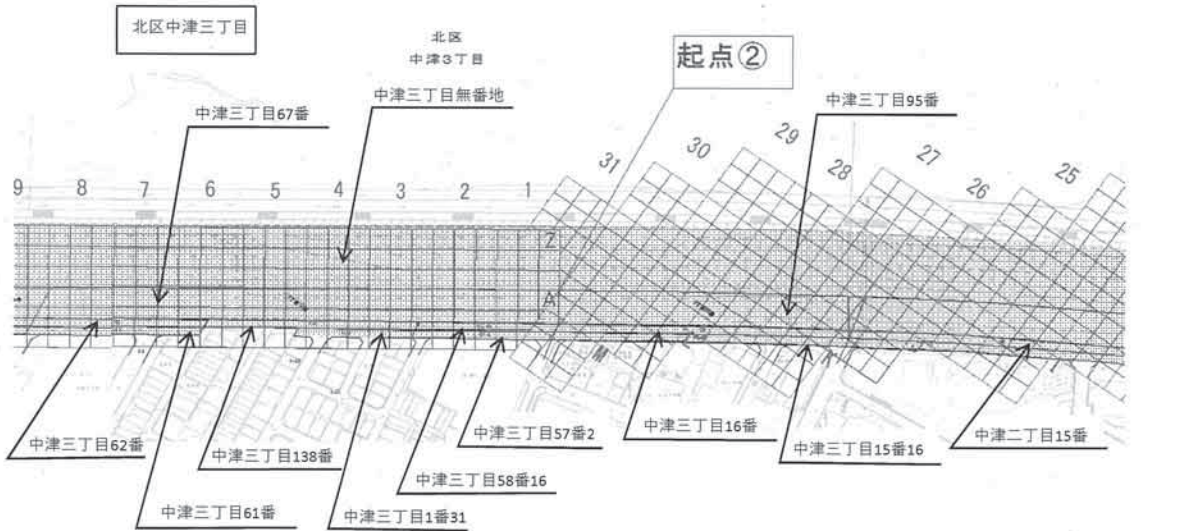 北区中津三丁目
北区
中津3丁目
起点②
中津三丁目67番
中津三丁目無番地
中津三丁目95番
9 8 7 6 5 4 3 2 1 31 30 29 28 27 26 25
Z
A
中津三丁目62番
中津三丁目138番
中津三丁目57番2
中津三丁目16番
中津三丁目15番16
中津二丁目15番
中津三丁目58番16
中津三丁目61番
中津三丁目1番31